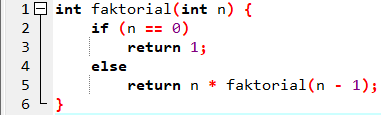 1 int faktorial(int n) {
2     if (n == 0)
3         return 1;
4     else
5         return n * faktorial(n - 1);
6 }